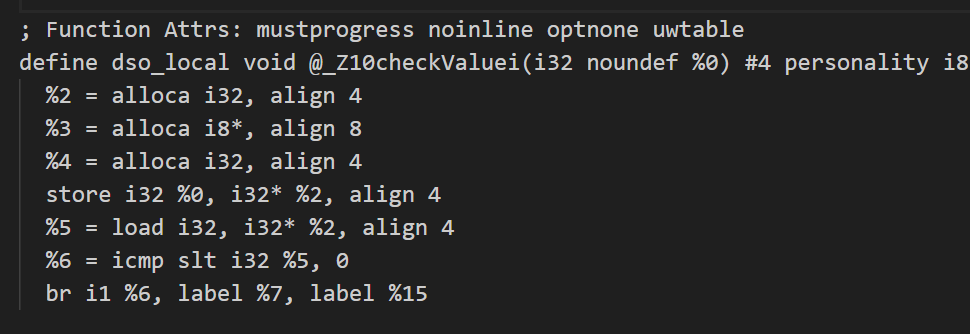 ; Function Attrs: mustprogress noinline optnone uwtable
define dso_local void @_Z10checkValuei(i32 noundef %0) #4 personality i8
%2 = alloca i32, align 4
%3 = alloca i8*, align 8
%4 = alloca i32, align 4
store i32 %0, i32* %2, align 4
%5 = load i32, i32* %2, align 4
%6 = icmp slt i32 %5, 0
br i1 %6, label %7, label %15